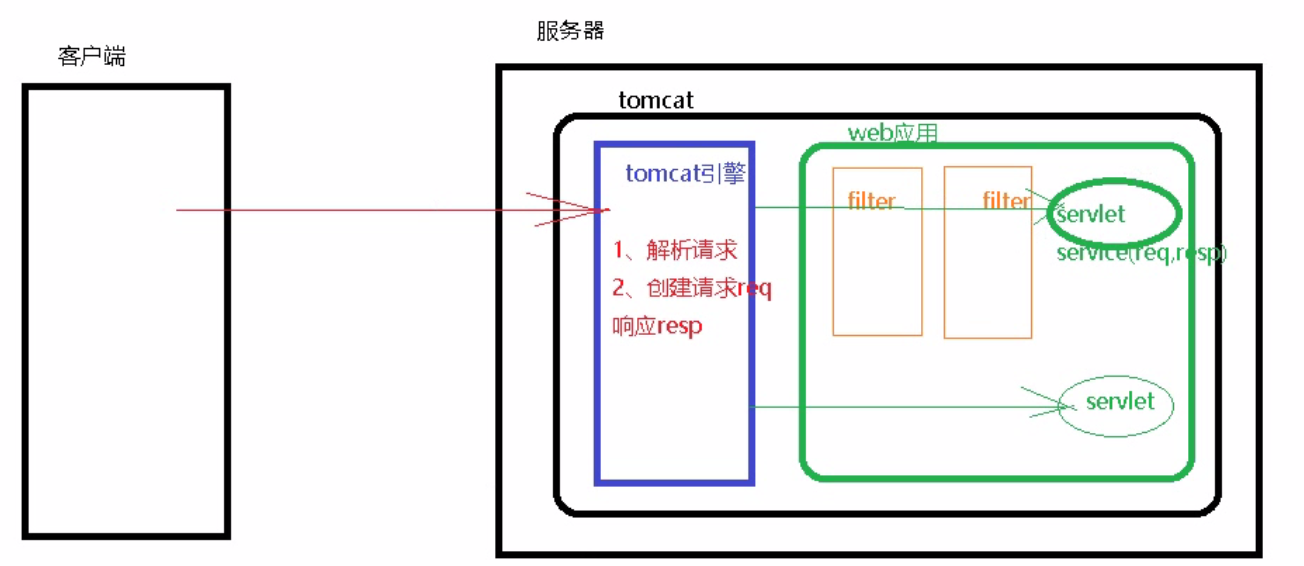 客户端
服务器
tomcat
tomcat引擎
1、解析请求
2、创建请求req
响应resp
web应用
filter
filter
servlet
service(req,resp)
servlet